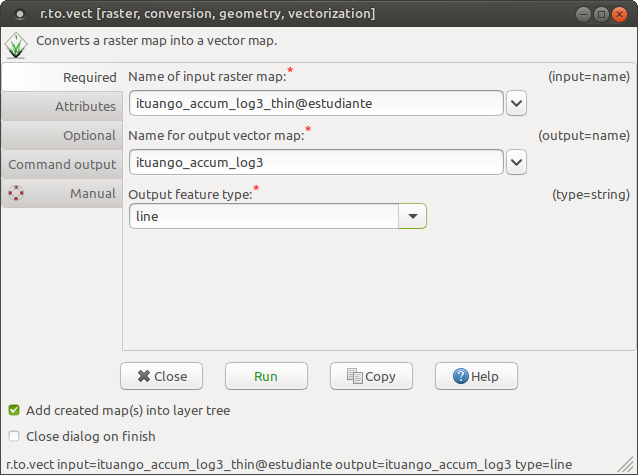 r.to.vect [raster, conversion, geometry, vectorization]
Converts a raster map into a vector map.
Required
Attributes
Optional
Command output
Manual
Name of input raster map:* (input=name)
ituango_accum_log3_thin@estudiante
Name for output vector map:* (output=name)
ituango_accum_log3
Output feature type:* (type=string)
line
Close Run Copy Help
Add created map(s) into layer tree
Close dialog on finish
r.to.vect input=ituango_accum_log3_thin@estudiante output=ituango_accum_log3 type=line